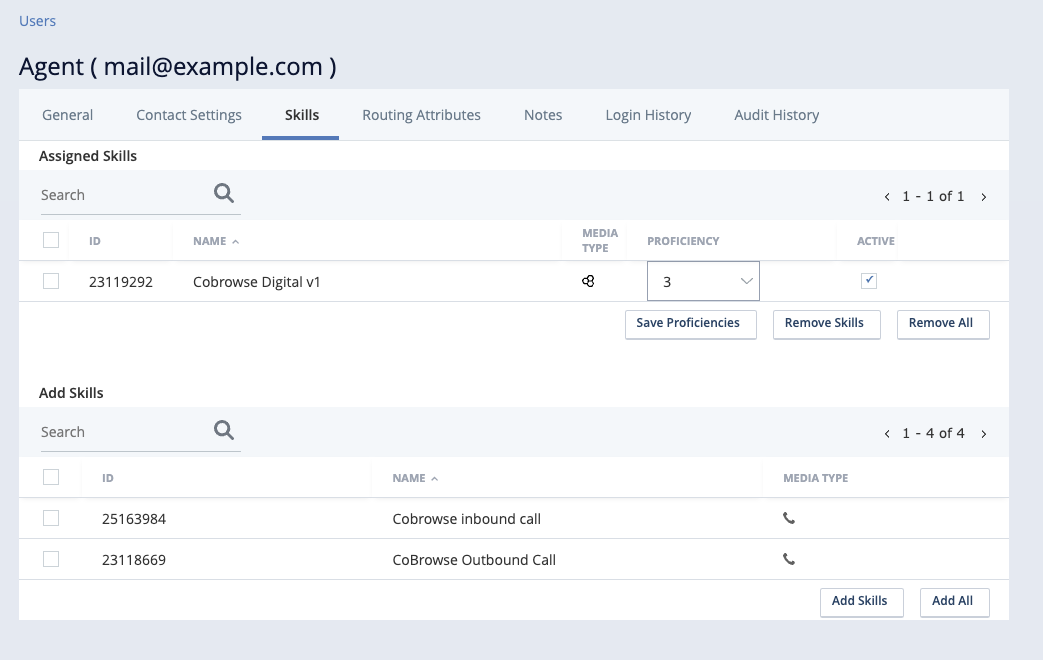 Users
Agent ( mail@example.com )
General Contact Settings Skills Routing Attributes Notes Login History Audit History
Assigned Skills
Search 1 - 1 of 1
ID NAME MEDIA TYPE PROFICIENCY ACTIVE
23119292 Cobrowse Digital v1 3
Save Proficiencies Remove Skills Remove All
Add Skills
Search 1 - 4 of 4
ID NAME MEDIA TYPE
25163984 Cobrowse inbound call
23118669 CoBrowse Outbound Call
Add Skills Add All